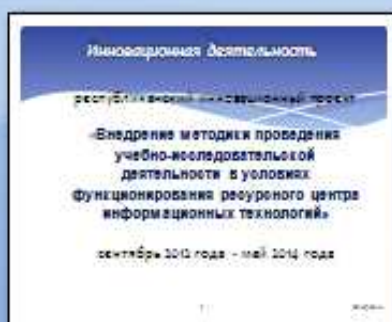 Инновационная деятельность
республиканский инновационный проект
«Внедрение методики проведения
учебно-исследовательской
деятельности в условиях
функционирования ресурсного центра
информационных технологий»
сентябрь 2012 года - май 2014 года